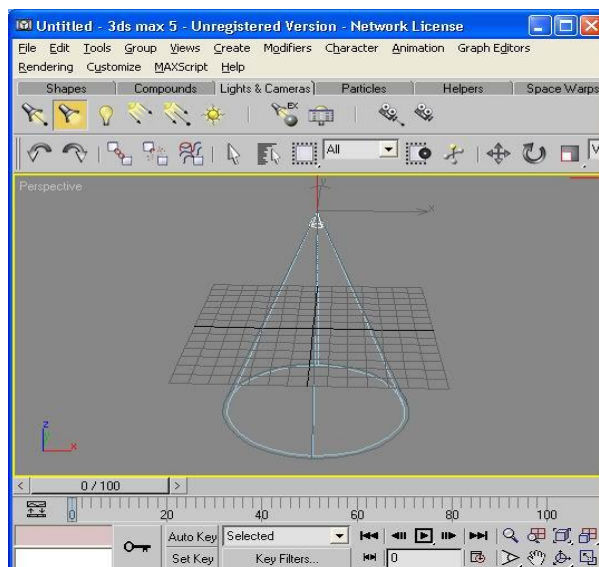 Untitled - 3ds max 5 - Unregistered Version - Network License
File Edit Tools Group Views Create Modifiers Character Animation Graph Editors
Rendering Customize MAXScript Help
Shapes Compounds Lights & Cameras Particles Helpers Space Warps
EX
All V
Perspective
y
x
z
y
x
< 0 / 100 >
0 20 40 60 80 100
Auto Key Selected
Set Key Key Filters... 0